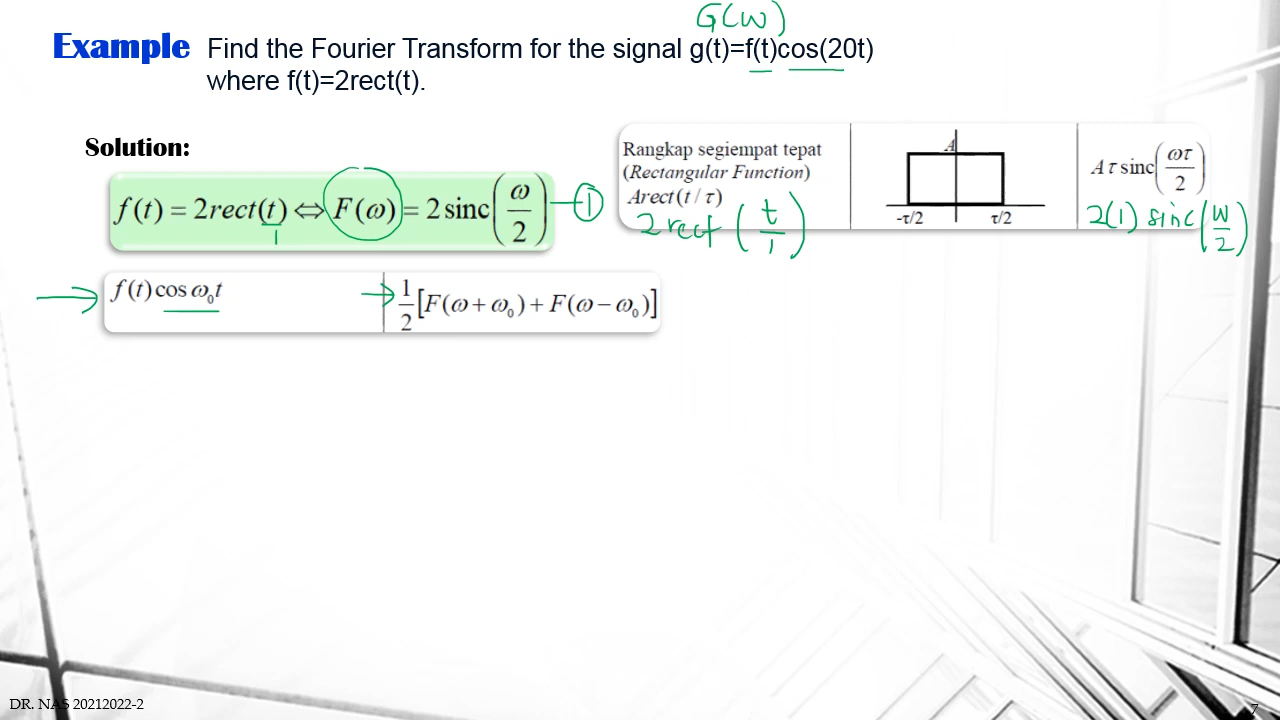 G(w)
Example Find the Fourier Transform for the signal g(t)=f(t)cos(20t)
where f(t)=2rect(t).
Solution:
f(t) = 2rect(t) ⇔ F(ω) = 2 sinc(ω/2) — ①
1
Rangkap segiempat tepat
(Rectangular Function)
Arect(t / τ)
2 rect (t/1)
A
-τ/2 τ/2
Aτ sinc(ωτ/2)
2(1) sinc (w/2)
→ f(t) cos ω₀t → 1/2 [F(ω + ω₀) + F(ω − ω₀)]
DR. NAS 20212022-2
7